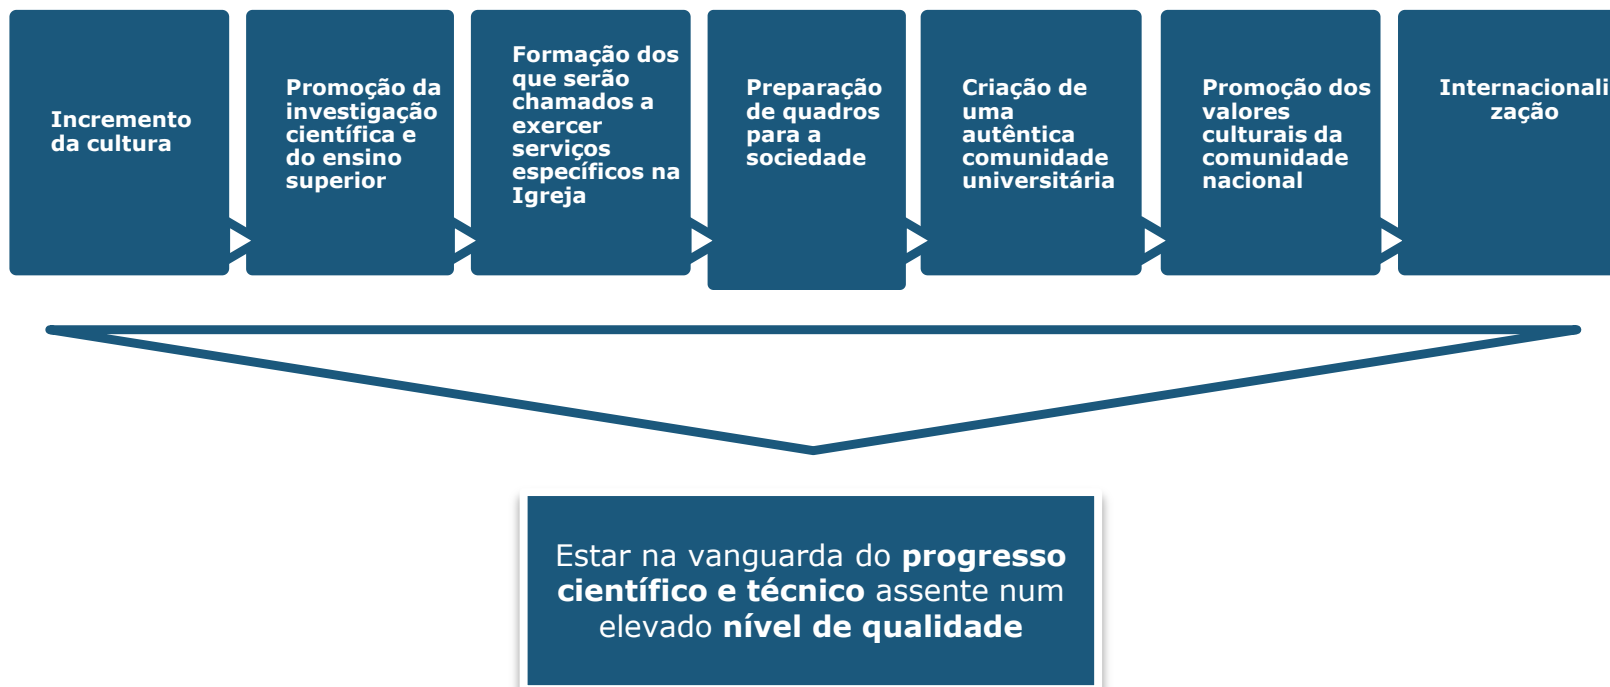 Incremento
da cultura
Promoção da
investigação
científica e
do ensino
superior
Formação dos
que serão
chamados a
exercer
serviços
específicos na
Igreja
Preparação
de quadros
para a
sociedade
Criação de
uma
autêntica
comunidade
universitária
Promoção dos
valores
culturais da
comunidade
nacional
Internacionali
zação
Estar na vanguarda do progresso
científico e técnico assente num
elevado nível de qualidade